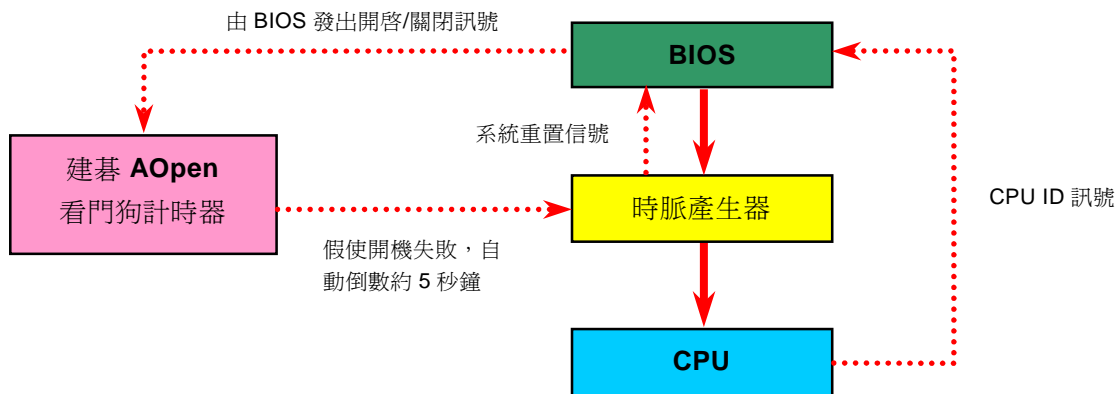 由 BIOS 發出開啓/關閉訊號
BIOS
系統重置信號
建碁 AOpen
看門狗計時器
時脈產生器
CPU ID 訊號
假使開機失敗，自
動倒數約 5 秒鐘
CPU